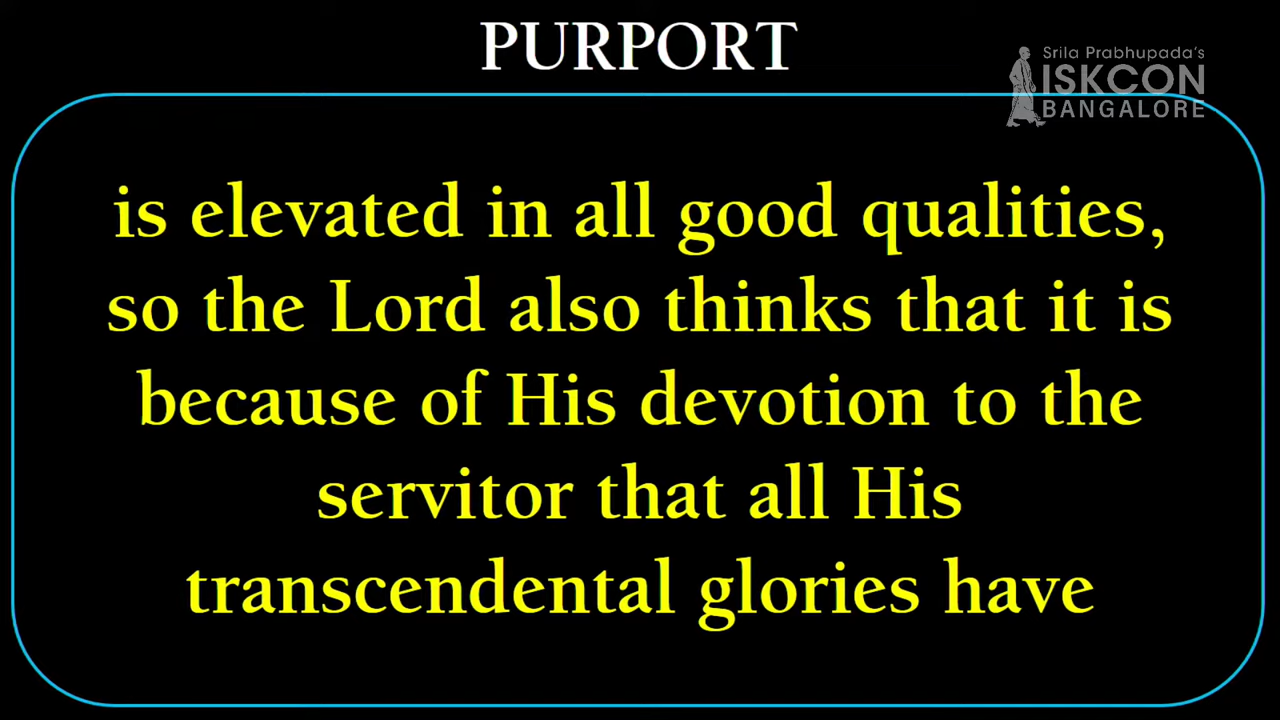 PURPORT
Srila Prabhupada's
ISKCON
BANGALORE
is elevated in all good qualities,
so the Lord also thinks that it is
because of His devotion to the
servitor that all His
transcendental glories have